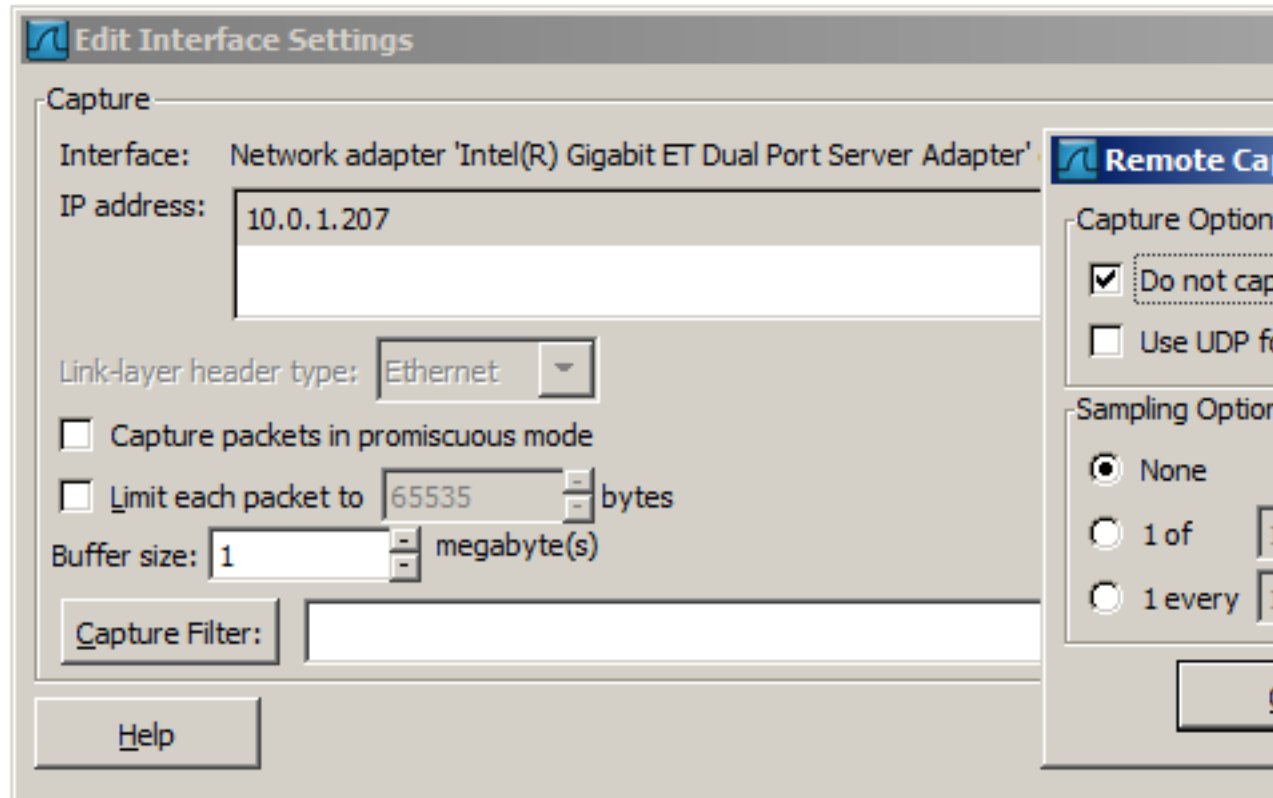 Edit Interface Settings
Capture
Interface: Network adapter 'Intel(R) Gigabit ET Dual Port Server Adapter'
IP address:
10.0.1.207
Link-layer header type: Ethernet
Capture packets in promiscuous mode
Limit each packet to 65535 bytes
Buffer size: 1 megabyte(s)
Capture Filter:
Help
Remote Ca
Capture Option
Do not cap
Use UDP fo
Sampling Option
None
1 of
1 every